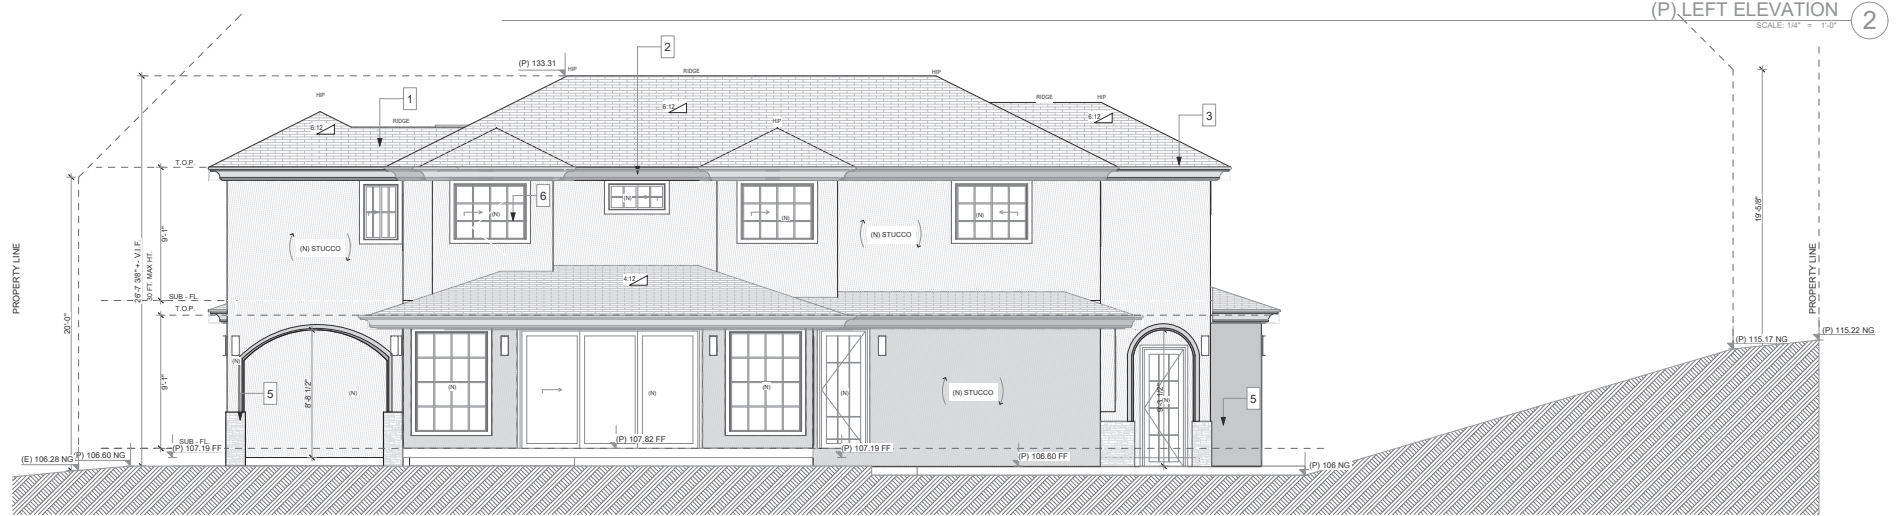 (P) LEFT ELEVATION
SCALE: 1/4" = 1'-0"
2
2
(P) 133.31
HIP
RIDGE
HIP
HIP
1
RIDGE
HIP
6:12
RIDGE
6:12
HIP
6:12
3
T.O.P.
6
(N)
(N)
(N)
(N)
(N) STUCCO
(N) STUCCO
9'-1"
26'-7 3/8" +- V.I.F.
30 FT. MAX HT.
19'-5/8"
PROPERTY LINE
PROPERTY LINE
4:12
SUB - FL.
T.O.P.
20'-0"
(P) 115.22 NG
(P) 115.17 NG
(N)
9'-1"
5
8'-8 1/2"
(N)
(N)
(N)
(N)
(N)
(N) STUCCO
(N)
5
SUB - FL.
(P) 107.82 FF
(P) 107.19 FF
(P) 107.19 FF
(E) 106.28 NG
(P) 106.60 NG
(P) 106.60 FF
(P) 106 NG